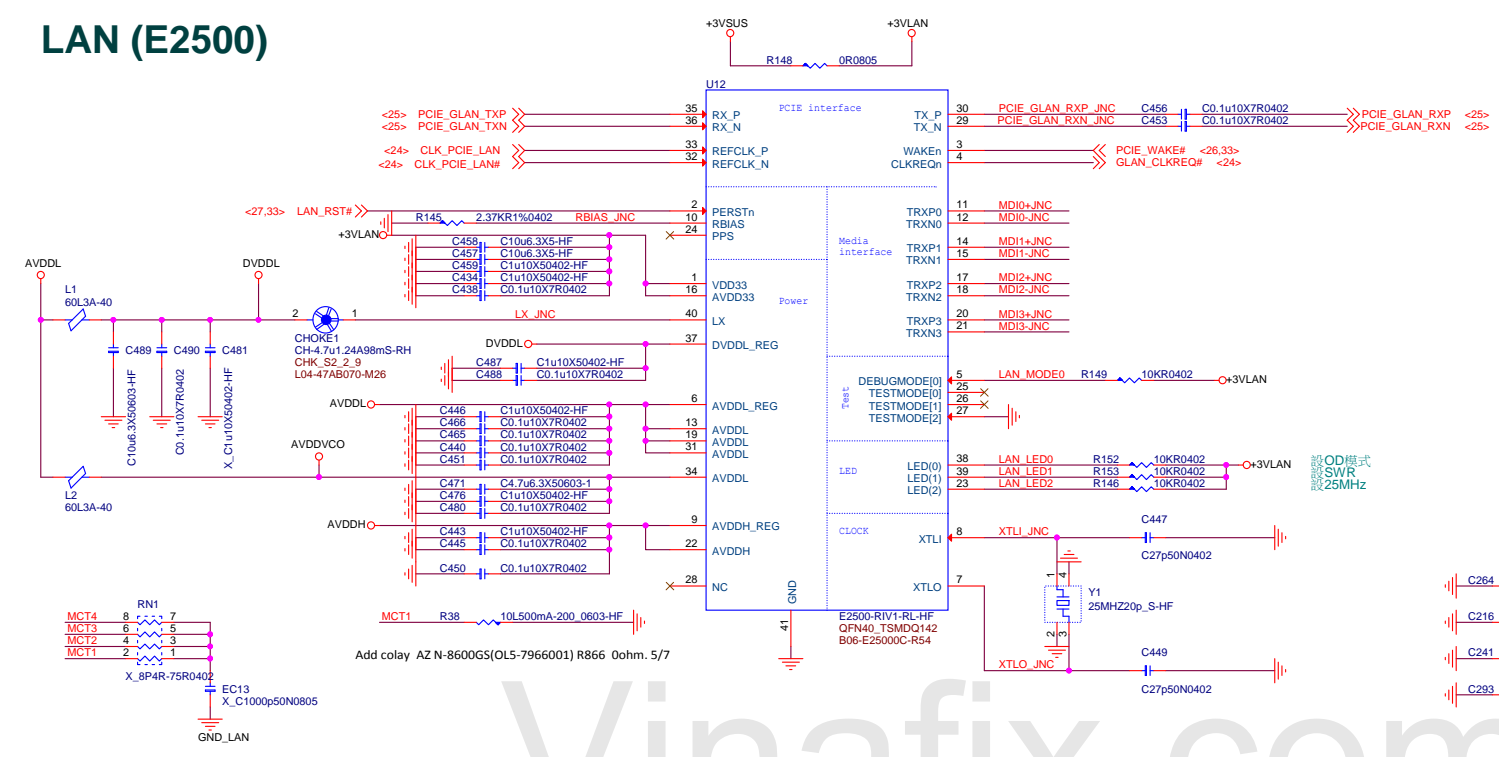 LAN (E2500)
+3VSUS
+3VLAN
R148 0R0805
U12
PCIE interface
<25> PCIE_GLAN_TXP 35 RX_P
<25> PCIE_GLAN_TXN 36 RX_N
<24> CLK_PCIE_LAN 33 REFCLK_P
<24> CLK_PCIE_LAN# 32 REFCLK_N
TX_P 30 PCIE_GLAN_RXP_JNC C456 C0.1u10X7R0402 PCIE_GLAN_RXP <25>
TX_N 29 PCIE_GLAN_RXN_JNC C453 C0.1u10X7R0402 PCIE_GLAN_RXN <25>
WAKEn 3 PCIE_WAKE# <26,33>
CLKREQn 4 GLAN_CLKREQ# <24>
<27,33> LAN_RST# 2 PERSTn
R145 2.37KR1%0402 RBIAS_JNC 10 RBIAS
+3VLAN 24 PPS
C458 C10u6.3X5-HF
C457 C10u6.3X5-HF
C459 C1u10X50402-HF
C434 C1u10X50402-HF
C438 C0.1u10X7R0402
1 VDD33
16 AVDD33
Media
interface
Power
TRXP0 11 MDI0+JNC
TRXN0 12 MDI0-JNC
TRXP1 14 MDI1+JNC
TRXN1 15 MDI1-JNC
TRXP2 17 MDI2+JNC
TRXN2 18 MDI2-JNC
TRXP3 20 MDI3+JNC
TRXN3 21 MDI3-JNC
AVDDL
DVDDL
L1
60L3A-40
2 1 LX_JNC 40 LX
CHOKE1
CH-4.7u1.24A98mS-RH
CHK_S2_2_9
L04-47AB070-M26
C489 C490 C481
C10u6.3X50603-HF
C0.1u10X7R0402
X_C1u10X50402-HF
DVDDL 37 DVDDL_REG
C487 C1u10X50402-HF
C488 C0.1u10X7R0402
AVDDL 6 AVDDL_REG
C446 C1u10X50402-HF
C466 C0.1u10X7R0402
C465 C0.1u10X7R0402
C440 C0.1u10X7R0402
C451 C0.1u10X7R0402
13 AVDDL
19 AVDDL
31 AVDDL
AVDDVCO
34 AVDDL
L2
60L3A-40
C471 C4.7u6.3X50603-1
C476 C1u10X50402-HF
C480 C0.1u10X7R0402
AVDDH 9 AVDDH_REG
C443 C1u10X50402-HF
C445 C0.1u10X7R0402
22 AVDDH
C450 C0.1u10X7R0402
28 NC
Test
DEBUGMODE[0] 5 LAN_MODE0 R149 10KR0402 +3VLAN
TESTMODE[0] 25
TESTMODE[1] 26
TESTMODE[2] 27
LED
LED(0) 38 LAN_LED0 R152 10KR0402 +3VLAN
LED(1) 39 LAN_LED1 R153 10KR0402
LED(2) 23 LAN_LED2 R146 10KR0402
設OD模式
設SWR
設25MHz
CLOCK
XTLI 8 XTLI_JNC C447
C27p50N0402
XTLO 7
1 4
Y1
25MHZ20p_S-HF
2 3
XTLO_JNC C449
C27p50N0402
GND
41
E2500-RIV1-RL-HF
QFN40_TSMDQ142
B06-E25000C-R54
RN1
MCT4 8 7
MCT3 6 5
MCT2 4 3
MCT1 2 1
X_8P4R-75R0402
EC13
X_C1000p50N0805
GND_LAN
MCT1 R38 10L500mA-200_0603-HF
Add colay AZ N-8600GS(OL5-7966001) R866 0ohm. 5/7
C264
C216
C241
C293
Vinafix.com